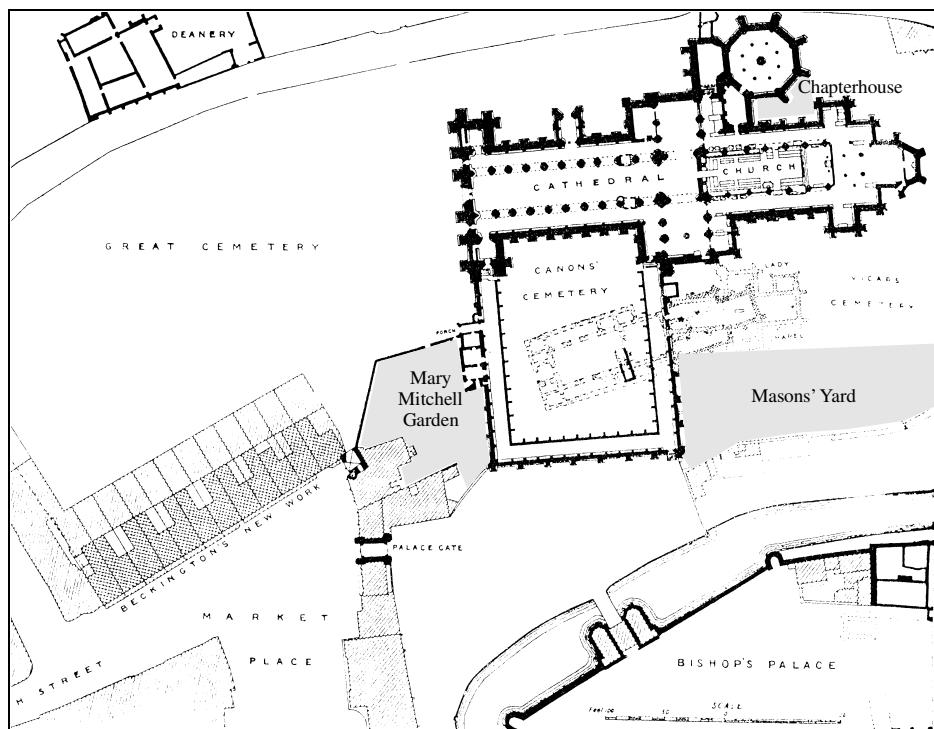 DEANERY
Chapterhouse
CATHEDRAL
CHURCH
GREAT CEMETERY
CANONS'
CEMETERY
LADY
CHAPEL
VICARS
CEMETERY
PORCH
Mary
Mitchell
Garden
Masons' Yard
BECKINGTONS NEW WORK
PALACE GATE
MARKET
PLACE
H STREET
BISHOP'S PALACE
SCALE